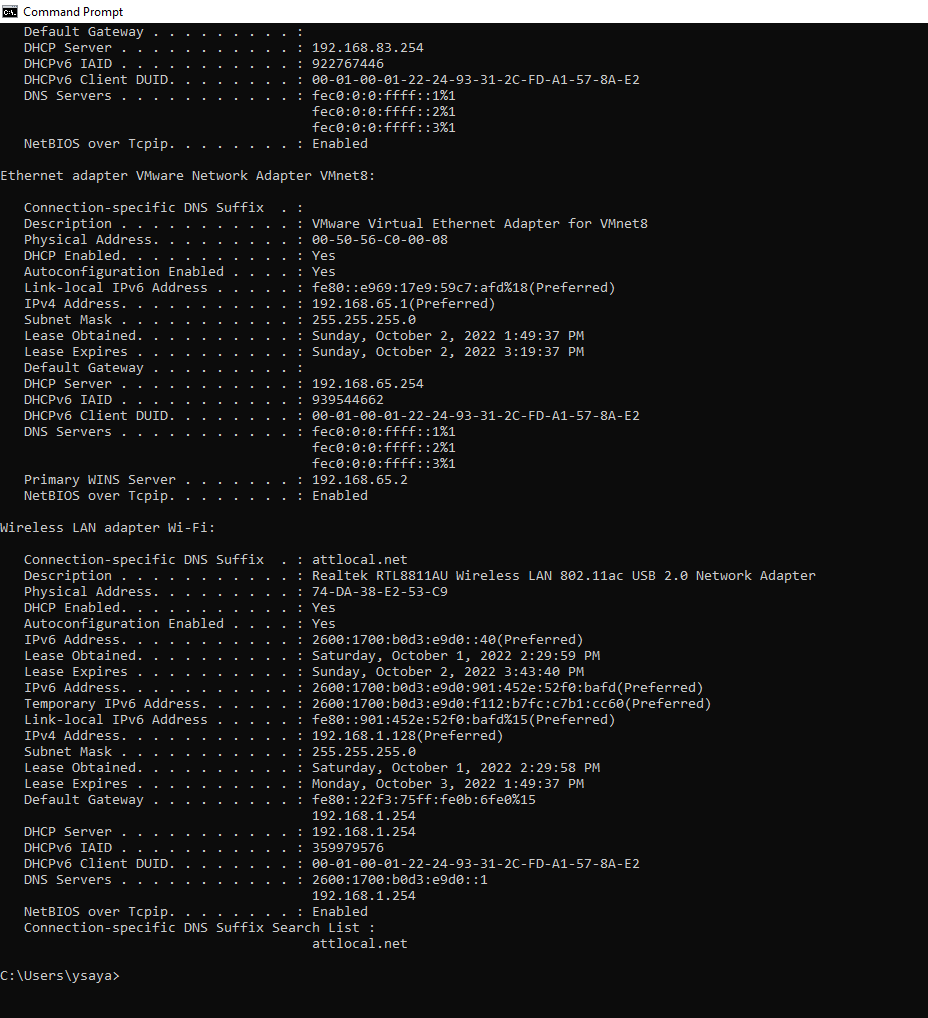 Command Prompt
Default Gateway . . . . . . . . . :
DHCP Server . . . . . . . . . . . : 192.168.83.254
DHCPv6 IAID . . . . . . . . . . . : 922767446
DHCPv6 Client DUID. . . . . . . . : 00-01-00-01-22-24-93-31-2C-FD-A1-57-8A-E2
DNS Servers . . . . . . . . . . . : fec0:0:0:ffff::1%1
fec0:0:0:ffff::2%1
fec0:0:0:ffff::3%1
NetBIOS over Tcpip. . . . . . . . : Enabled
Ethernet adapter VMware Network Adapter VMnet8:
Connection-specific DNS Suffix  . :
Description . . . . . . . . . . . : VMware Virtual Ethernet Adapter for VMnet8
Physical Address. . . . . . . . . : 00-50-56-C0-00-08
DHCP Enabled. . . . . . . . . . . : Yes
Autoconfiguration Enabled . . . . : Yes
Link-local IPv6 Address . . . . . : fe80::e969:17e9:59c7:afd%18(Preferred)
IPv4 Address. . . . . . . . . . . : 192.168.65.1(Preferred)
Subnet Mask . . . . . . . . . . . : 255.255.255.0
Lease Obtained. . . . . . . . . . : Sunday, October 2, 2022 1:49:37 PM
Lease Expires . . . . . . . . . . : Sunday, October 2, 2022 3:19:37 PM
Default Gateway . . . . . . . . . :
DHCP Server . . . . . . . . . . . : 192.168.65.254
DHCPv6 IAID . . . . . . . . . . . : 939544662
DHCPv6 Client DUID. . . . . . . . : 00-01-00-01-22-24-93-31-2C-FD-A1-57-8A-E2
DNS Servers . . . . . . . . . . . : fec0:0:0:ffff::1%1
fec0:0:0:ffff::2%1
fec0:0:0:ffff::3%1
Primary WINS Server . . . . . . . : 192.168.65.2
NetBIOS over Tcpip. . . . . . . . : Enabled
Wireless LAN adapter Wi-Fi:
Connection-specific DNS Suffix  . : attlocal.net
Description . . . . . . . . . . . : Realtek RTL8811AU Wireless LAN 802.11ac USB 2.0 Network Adapter
Physical Address. . . . . . . . . : 74-DA-38-E2-53-C9
DHCP Enabled. . . . . . . . . . . : Yes
Autoconfiguration Enabled . . . . : Yes
IPv6 Address. . . . . . . . . . . : 2600:1700:b0d3:e9d0::40(Preferred)
Lease Obtained. . . . . . . . . . : Saturday, October 1, 2022 2:29:59 PM
Lease Expires . . . . . . . . . . : Sunday, October 2, 2022 3:43:40 PM
IPv6 Address. . . . . . . . . . . : 2600:1700:b0d3:e9d0:901:452e:52f0:bafd(Preferred)
Temporary IPv6 Address. . . . . . : 2600:1700:b0d3:e9d0:f112:b7fc:c7b1:cc60(Preferred)
Link-local IPv6 Address . . . . . : fe80::901:452e:52f0:bafd%15(Preferred)
IPv4 Address. . . . . . . . . . . : 192.168.1.128(Preferred)
Subnet Mask . . . . . . . . . . . : 255.255.255.0
Lease Obtained. . . . . . . . . . : Saturday, October 1, 2022 2:29:58 PM
Lease Expires . . . . . . . . . . : Monday, October 3, 2022 1:49:37 PM
Default Gateway . . . . . . . . . : fe80::22f3:75ff:fe0b:6fe0%15
192.168.1.254
DHCP Server . . . . . . . . . . . : 192.168.1.254
DHCPv6 IAID . . . . . . . . . . . : 359979576
DHCPv6 Client DUID. . . . . . . . : 00-01-00-01-22-24-93-31-2C-FD-A1-57-8A-E2
DNS Servers . . . . . . . . . . . : 2600:1700:b0d3:e9d0::1
192.168.1.254
NetBIOS over Tcpip. . . . . . . . : Enabled
Connection-specific DNS Suffix Search List :
attlocal.net
C:\Users\ysaya>